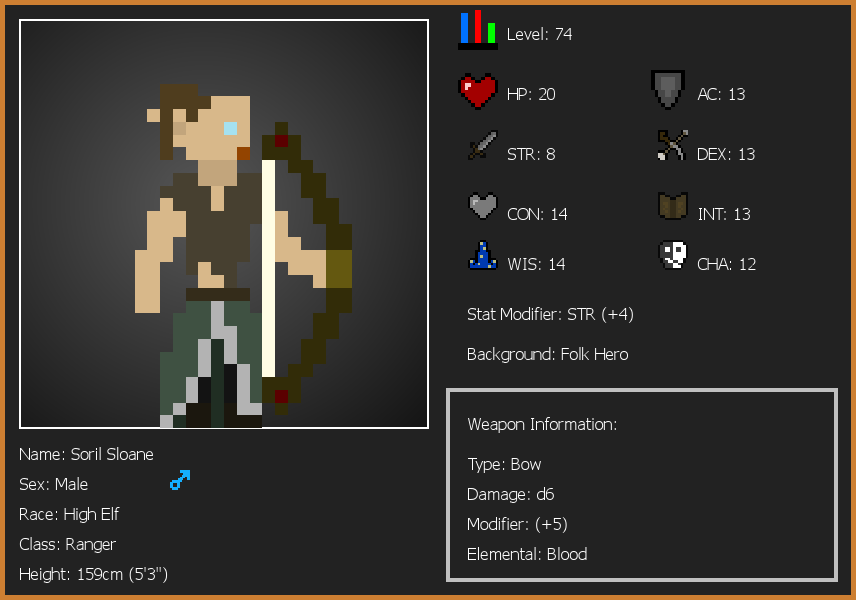 Level: 74
HP: 20
AC: 13
STR: 8
DEX: 13
CON: 14
INT: 13
WIS: 14
CHA: 12
Stat Modifier: STR (+4)
Background: Folk Hero
Weapon Information:
Type: Bow
Damage: d6
Modifier: (+5)
Elemental: Blood
Name: Soril Sloane
Sex: Male
Race: High Elf
Class: Ranger
Height: 159cm (5'3")